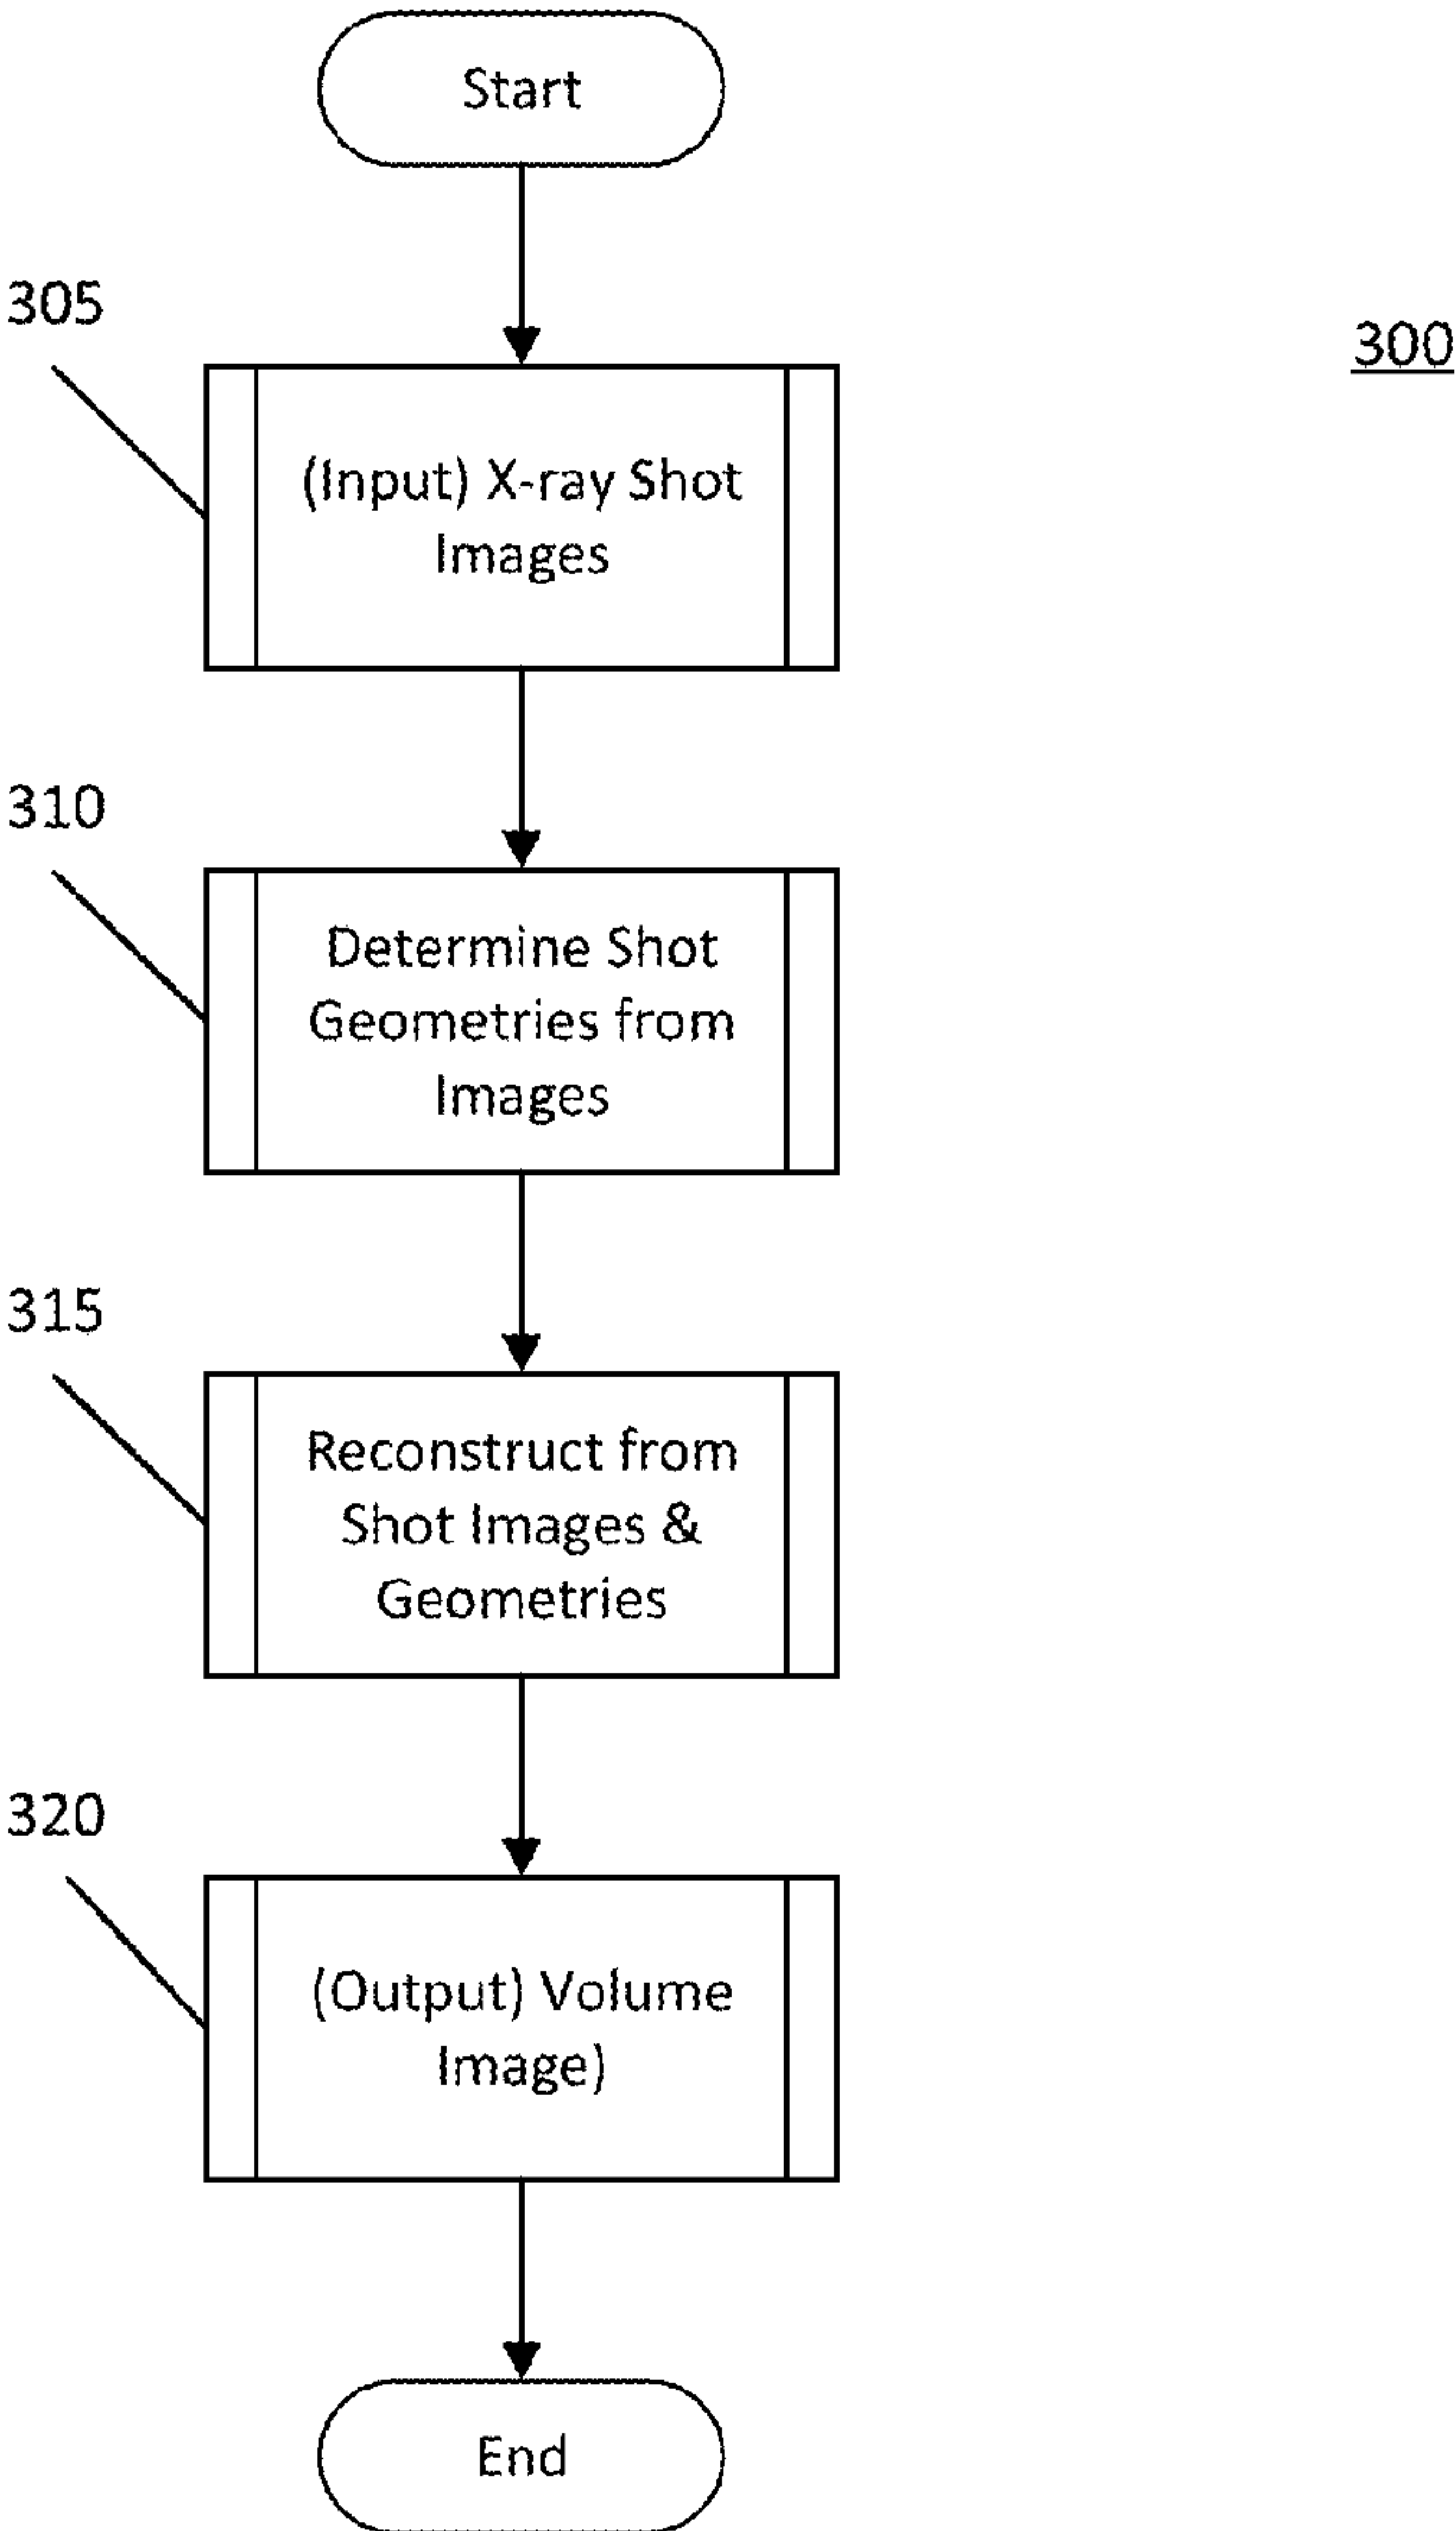 Start
305
300
(Input) X-ray Shot
Images
310
Determine Shot
Geometries from
Images
315
Reconstruct from
Shot Images &
Geometries
320
(Output) Volume
Image)
End